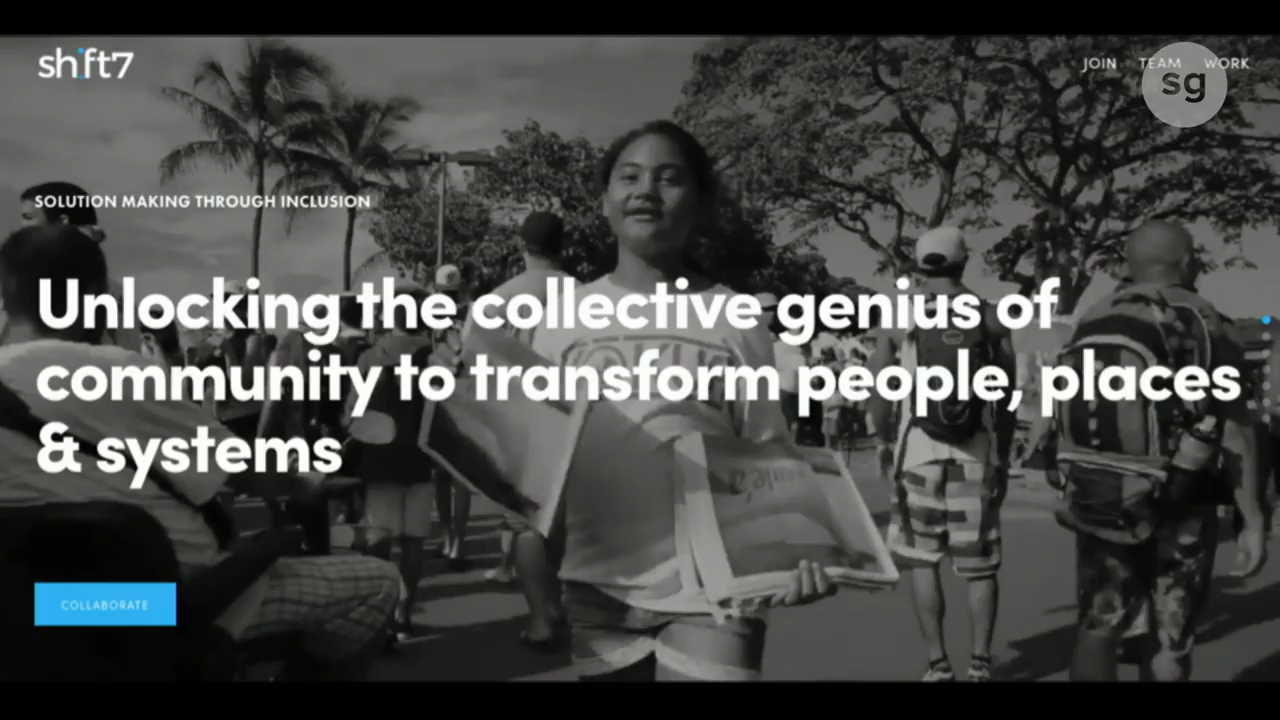 shift7
JOIN TEAM WORK
sg
SOLUTION MAKING THROUGH INCLUSION
Unlocking the collective genius of
community to transform people, places
& systems
COLLABORATE